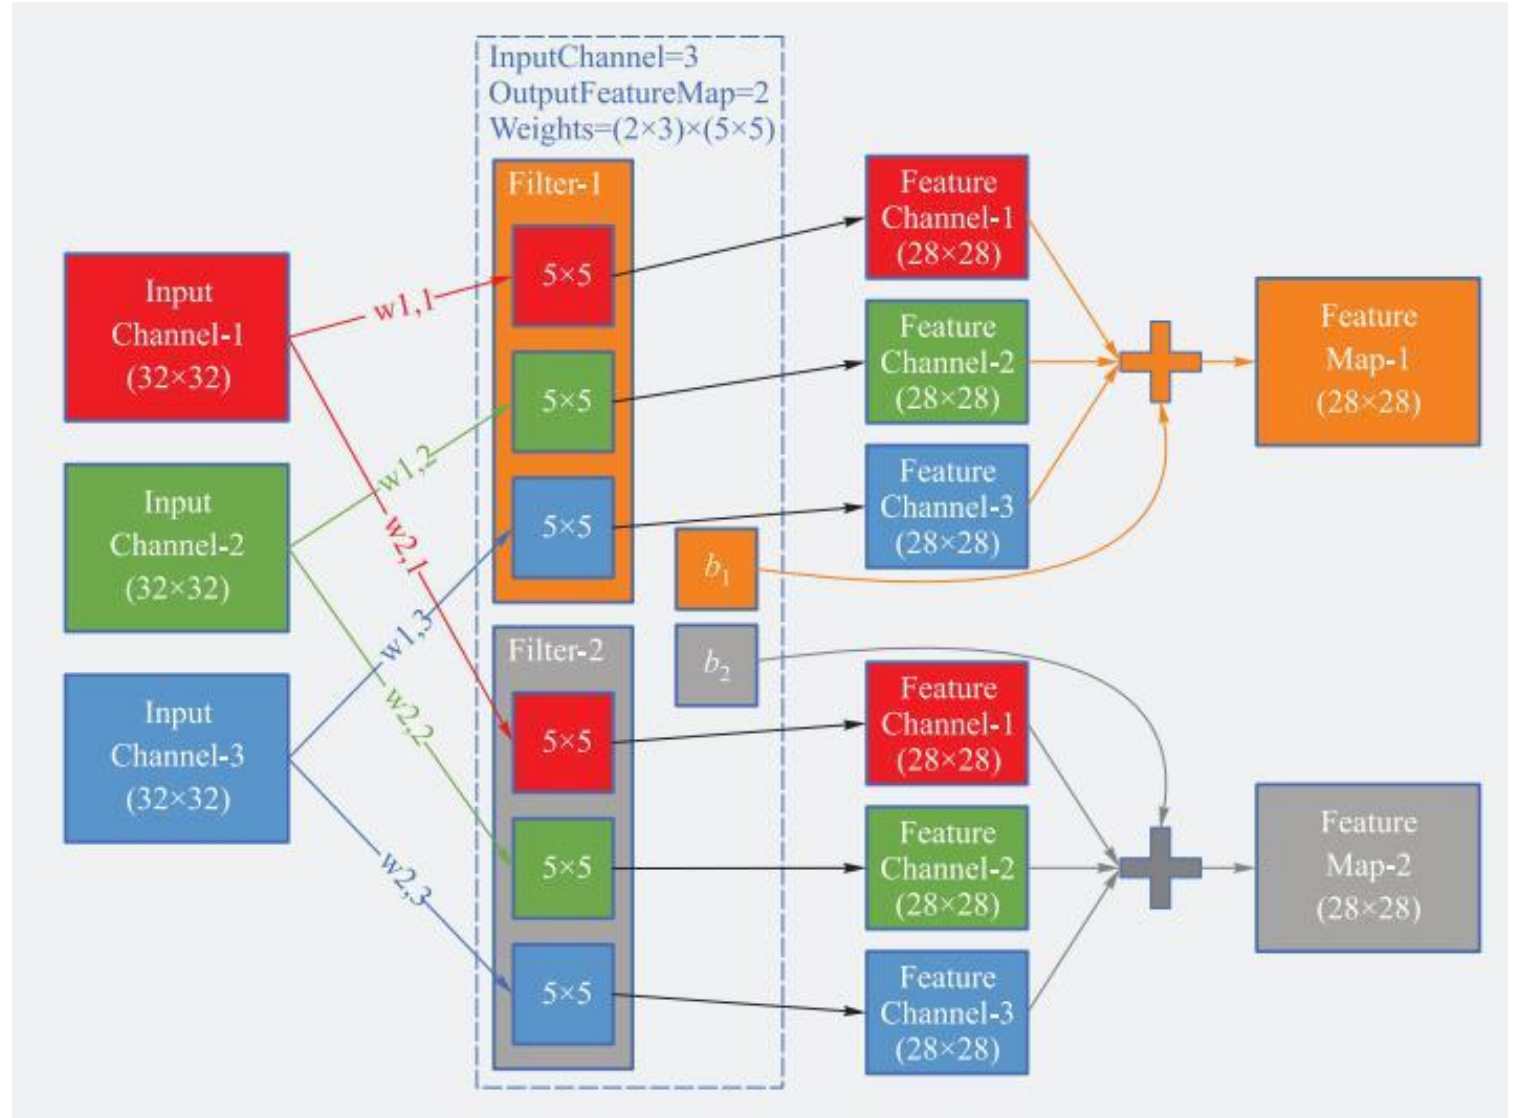 InputChannel=3
OutputFeatureMap=2
Weights=(2×3)×(5×5)
Input
Channel-1
(32×32)
Input
Channel-2
(32×32)
Input
Channel-3
(32×32)
w1,1
w1,2
w2,1
w1,3
w2,2
w2,3
Filter-1
5×5
5×5
5×5
b₁
b₂
Filter-2
5×5
5×5
5×5
Feature
Channel-1
(28×28)
Feature
Channel-2
(28×28)
Feature
Channel-3
(28×28)
Feature
Channel-1
(28×28)
Feature
Channel-2
(28×28)
Feature
Channel-3
(28×28)
Feature
Map-1
(28×28)
Feature
Map-2
(28×28)